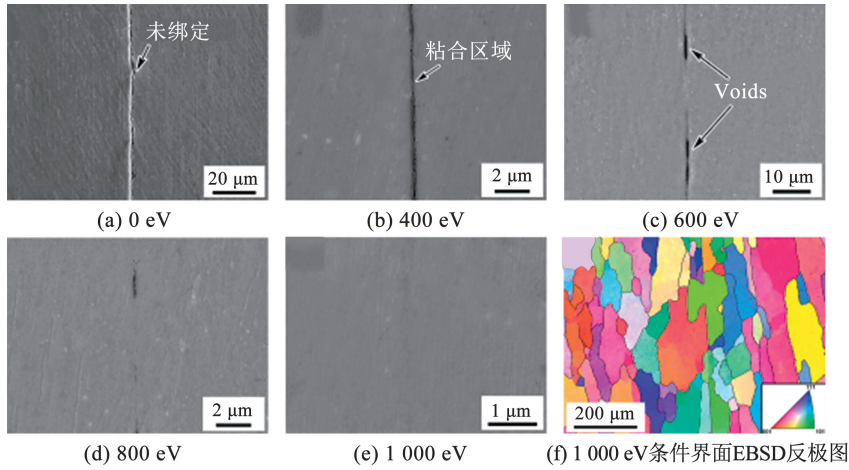 未绑定
20 μm
(a) 0 eV
粘合区域
2 μm
(b) 400 eV
Voids
10 μm
(c) 600 eV
2 μm
(d) 800 eV
1 μm
(e) 1 000 eV
111
200 μm
(f) 1 000 eV条件界面EBSD反极图